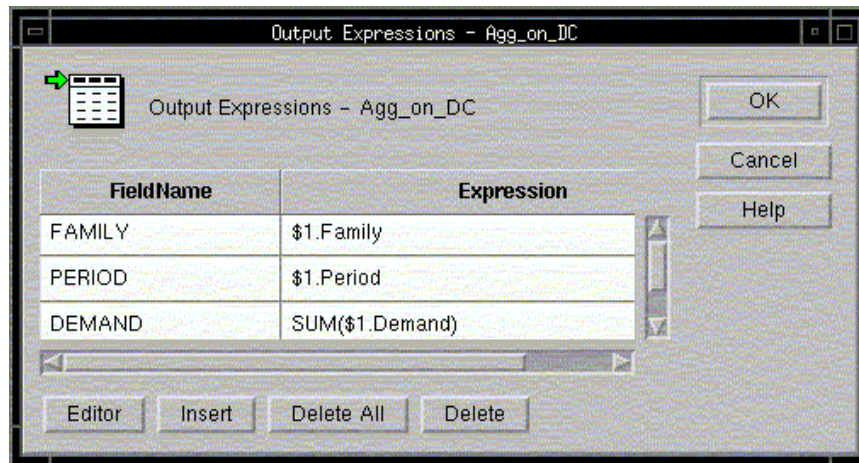 Output Expressions - Agg_on_DC
Output Expressions - Agg_on_DC
OK
Cancel
Help
FieldName Expression
FAMILY $1.Family
PERIOD $1.Period
DEMAND SUM($1.Demand)
Editor Insert Delete All Delete